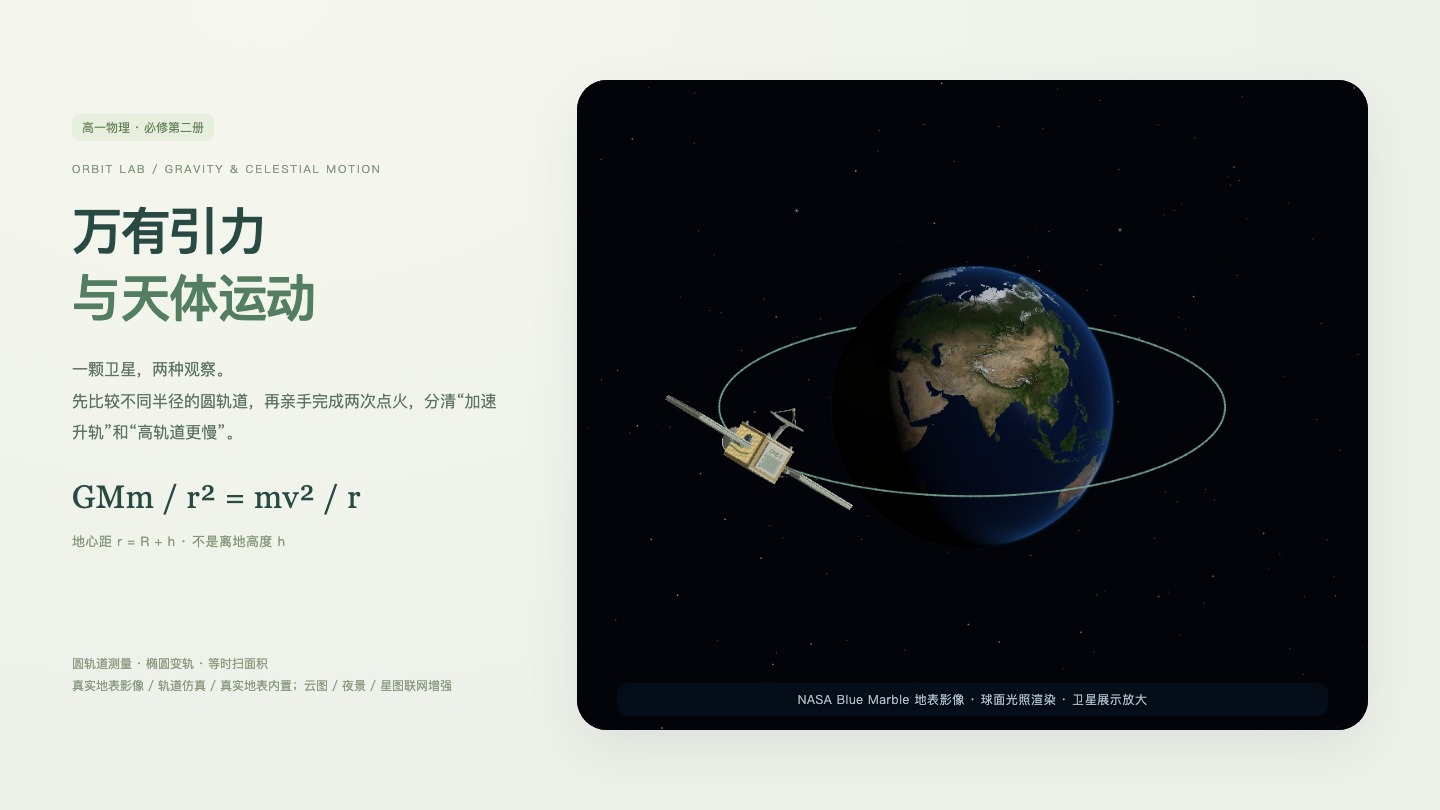 高一物理 · 必修第二册
ORBIT LAB / GRAVITY & CELESTIAL MOTION
万有引力
与天体运动
一颗卫星，两种观察。
先比较不同半径的圆轨道，再亲手完成两次点火，分清“加速
升轨”和“高轨道更慢”。
GMm / r² = mv² / r
地心距 r = R + h · 不是离地高度 h
圆轨道测量 · 椭圆变轨 · 等时扫面积
真实地表影像 / 轨道仿真 / 真实地表内置；云图 / 夜景 / 星图联网增强
NASA Blue Marble 地表影像 · 球面光照渲染 · 卫星展示放大